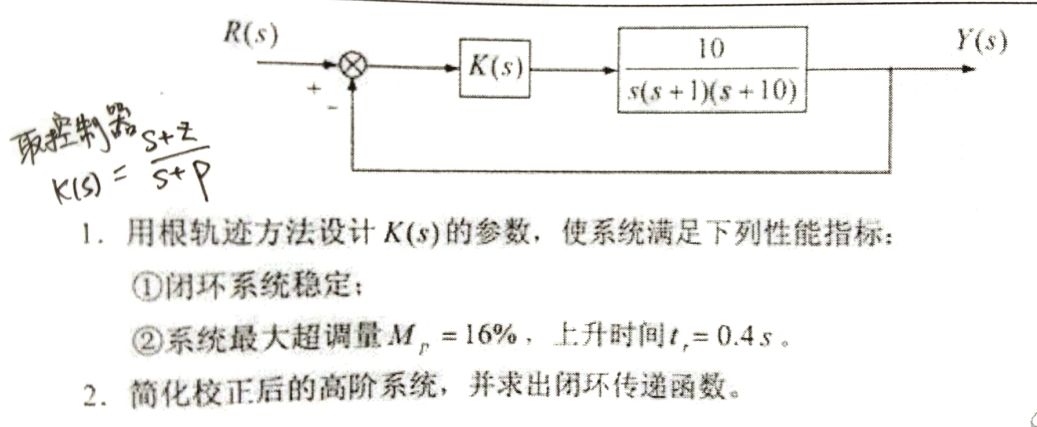 R(s)
+
-
K(s)
10
s(s+1)(s+10)
Y(s)
取控制器
K(s) = \frac{s+z}{s+p}
1. 用根轨迹方法设计 K(s)的参数，使系统满足下列性能指标：
①闭环系统稳定；
②系统最大超调量 M_p = 16%，上升时间 t_r = 0.4 s 。
2. 简化校正后的高阶系统，并求出闭环传递函数。